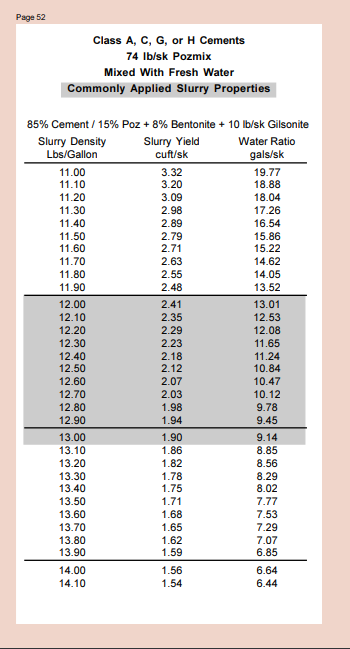 Page 52
Class A, C, G, or H Cements
74 lb/sk Pozmix
Mixed With Fresh Water
Commonly Applied Slurry Properties
85% Cement / 15% Poz + 8% Bentonite + 10 lb/sk Gilsonite
Slurry Density Slurry Yield Water Ratio
Lbs/Gallon cuft/sk gals/sk
11.00 3.32 19.77
11.10 3.20 18.88
11.20 3.09 18.04
11.30 2.98 17.26
11.40 2.89 16.54
11.50 2.79 15.86
11.60 2.71 15.22
11.70 2.63 14.62
11.80 2.55 14.05
11.90 2.48 13.52
12.00 2.41 13.01
12.10 2.35 12.53
12.20 2.29 12.08
12.30 2.23 11.65
12.40 2.18 11.24
12.50 2.12 10.84
12.60 2.07 10.47
12.70 2.03 10.12
12.80 1.98 9.78
12.90 1.94 9.45
13.00 1.90 9.14
13.10 1.86 8.85
13.20 1.82 8.56
13.30 1.78 8.29
13.40 1.75 8.02
13.50 1.71 7.77
13.60 1.68 7.53
13.70 1.65 7.29
13.80 1.62 7.07
13.90 1.59 6.85
14.00 1.56 6.64
14.10 1.54 6.44